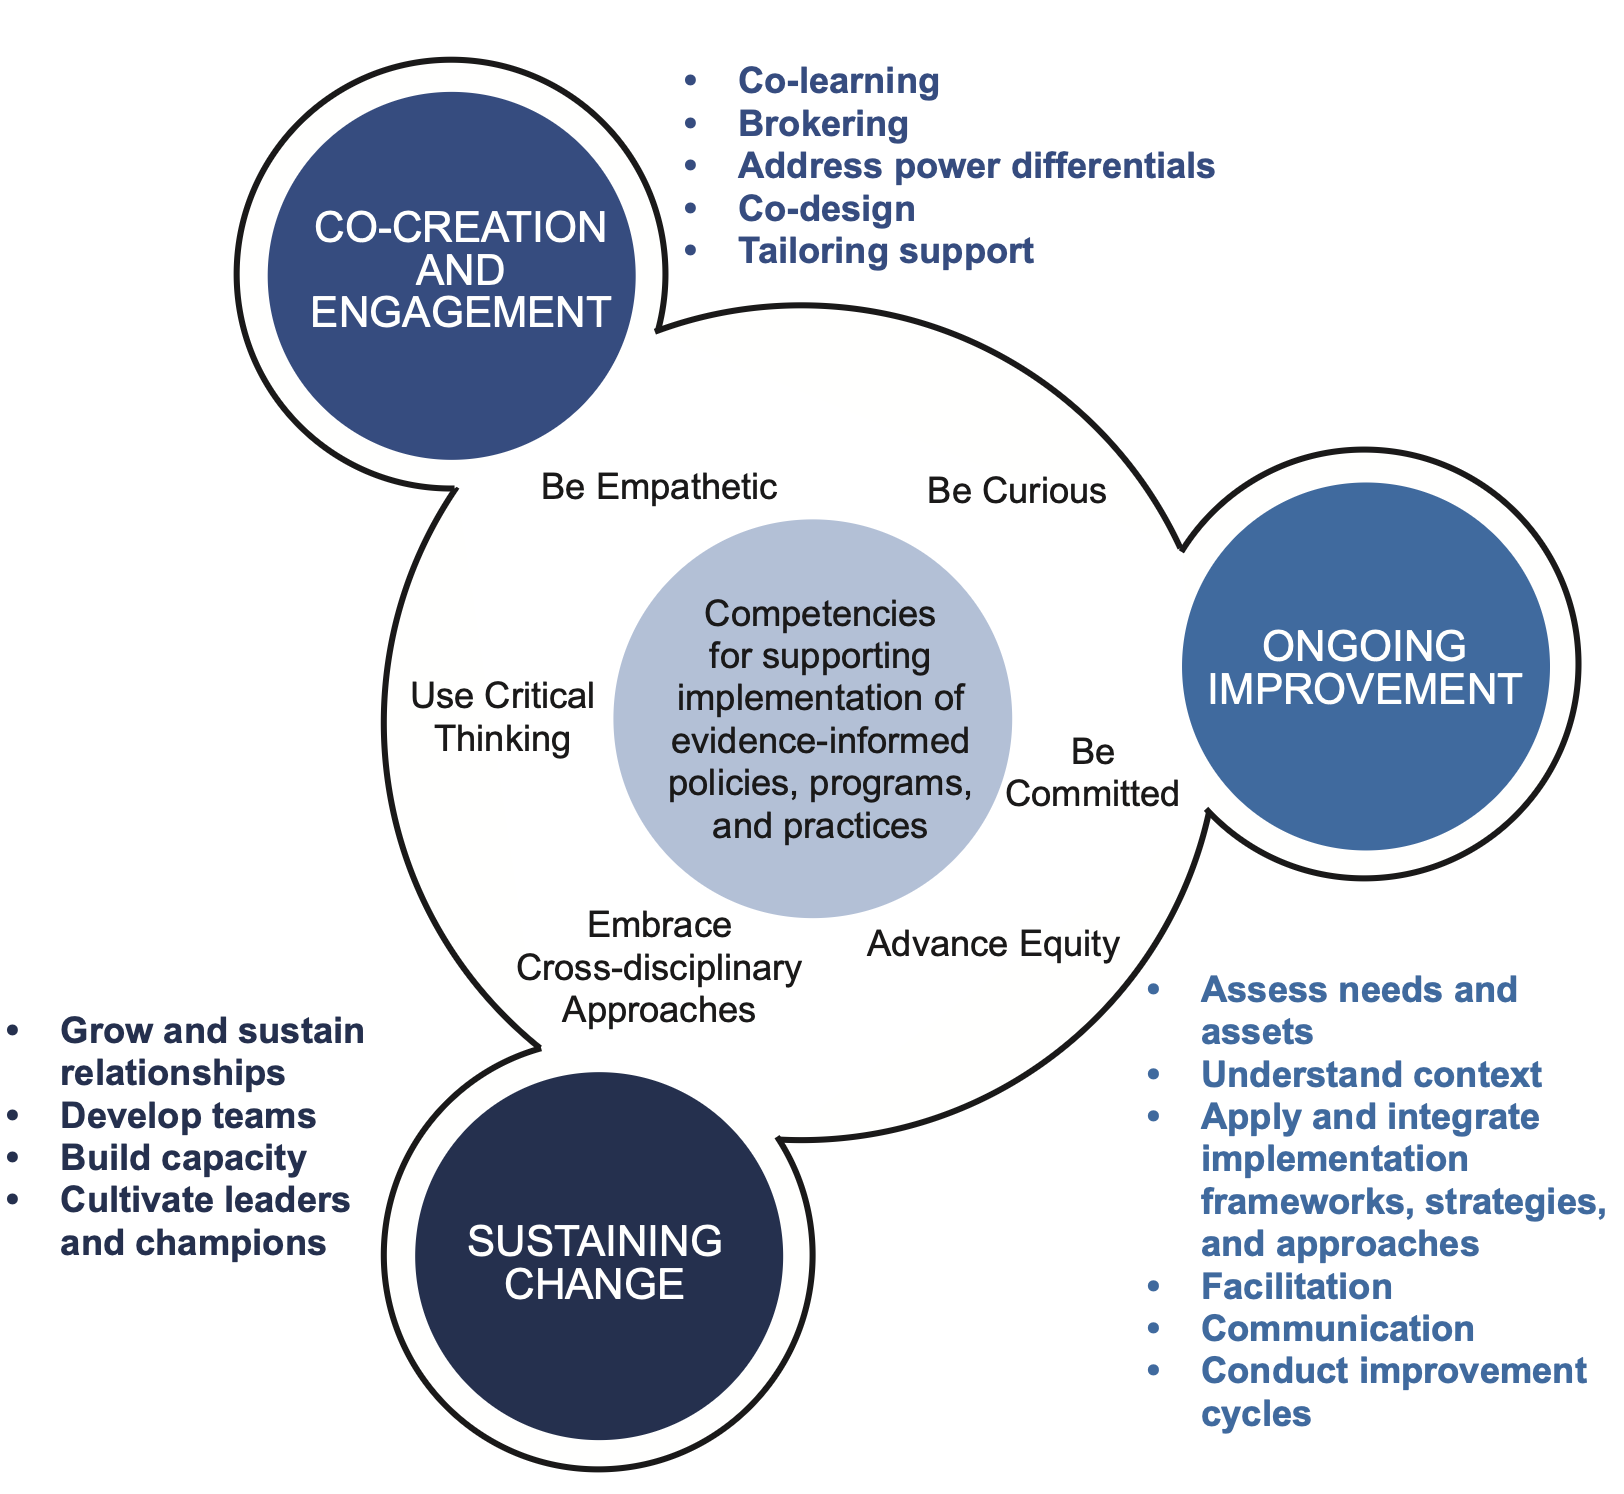 • Co-learning
• Brokering
• Address power differentials
• Co-design
• Tailoring support
CO-CREATION
AND
ENGAGEMENT
Be Empathetic
Be Curious
Use Critical
Thinking
Competencies
for supporting
implementation of
evidence-informed
policies, programs,
and practices
Be
Committed
ONGOING
IMPROVEMENT
Embrace
Cross-disciplinary
Approaches
Advance Equity
• Assess needs and
assets
• Understand context
• Apply and integrate
implementation
frameworks, strategies,
and approaches
• Facilitation
• Communication
• Conduct improvement
cycles
• Grow and sustain
relationships
• Develop teams
• Build capacity
• Cultivate leaders
and champions
SUSTAINING
CHANGE